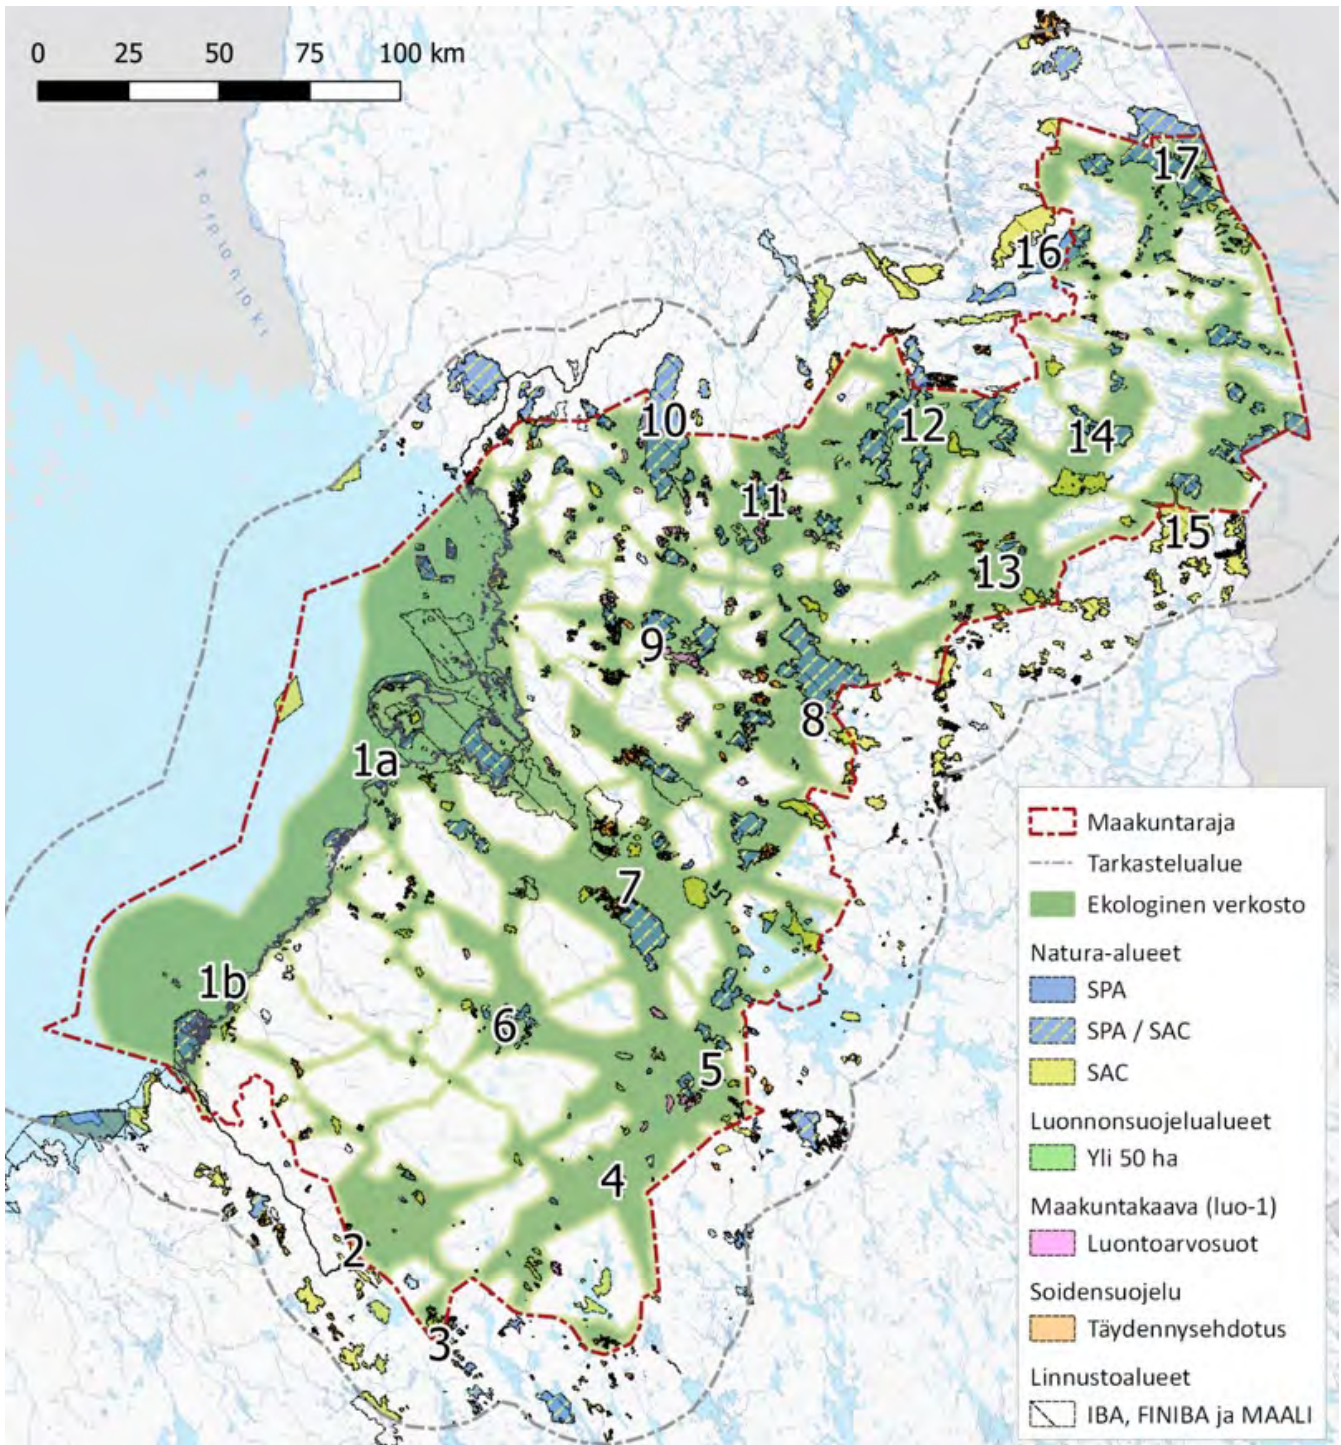 0 25 50 75 100 km
17
16
10
12
14
11
15
13
9
8
1a
7
1b
6
5
4
2
3
Maakuntaraja
Tarkastelualue
Ekologinen verkosto
Natura-alueet
SPA
SPA / SAC
SAC
Luonnonsuojelualueet
Yli 50 ha
Maakuntakaava (luo-1)
Luontoarvosuot
Soidensuojelu
Täydennysehdotus
Linnustoalueet
IBA, FINIBA ja MAALI